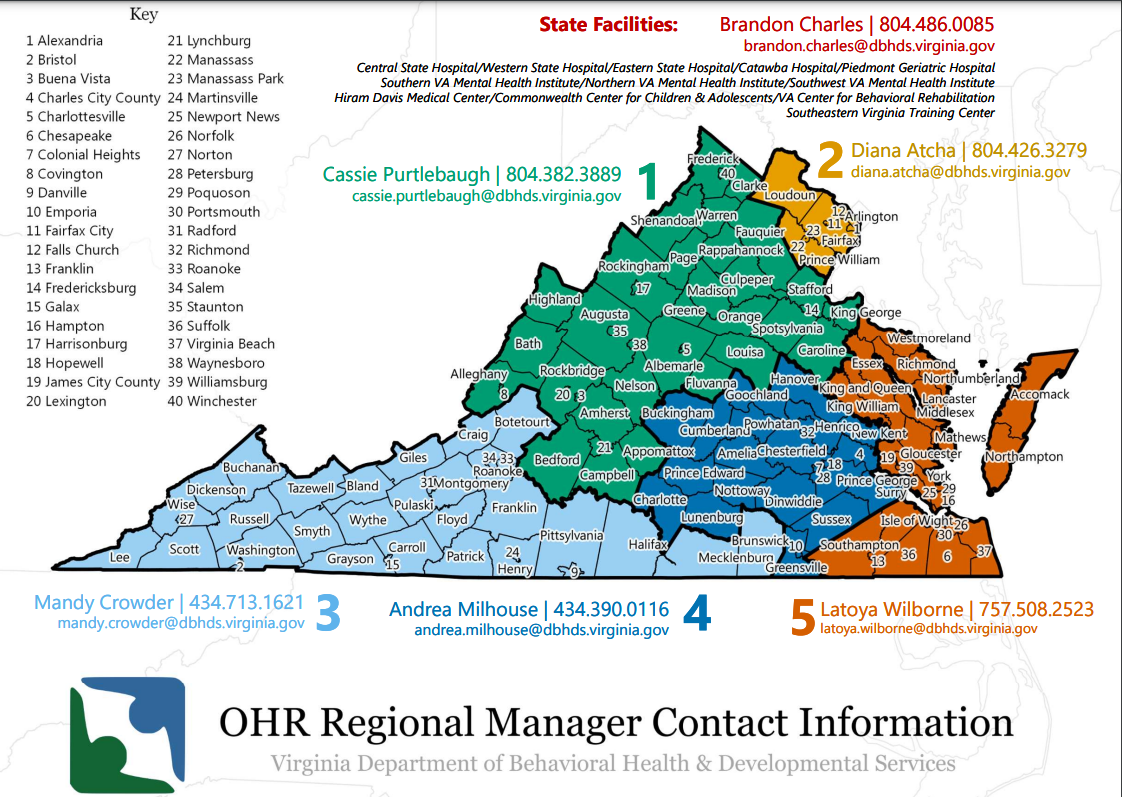 Key
1 Alexandria
2 Bristol
3 Buena Vista
4 Charles City County
5 Charlottesville
6 Chesapeake
7 Colonial Heights
8 Covington
9 Danville
10 Emporia
11 Fairfax City
12 Falls Church
13 Franklin
14 Fredericksburg
15 Galax
16 Hampton
17 Harrisonburg
18 Hopewell
19 James City County
20 Lexington
21 Lynchburg
22 Manassass
23 Manassass Park
24 Martinsville
25 Newport News
26 Norfolk
27 Norton
28 Petersburg
29 Poquoson
30 Portsmouth
31 Radford
32 Richmond
33 Roanoke
34 Salem
35 Staunton
36 Suffolk
37 Virginia Beach
38 Waynesboro
39 Williamsburg
40 Winchester
State Facilities: Brandon Charles | 804.486.0085
brandon.charles@dbhds.virginia.gov
Central State Hospital/Western State Hospital/Eastern State Hospital/Catawba Hospital/Piedmont Geriatric Hospital
Southern VA Mental Health Institute/Northern VA Mental Health Institute/Southwest VA Mental Health Institute
Hiram Davis Medical Center/Commonwealth Center for Children & Adolescents/VA Center for Behavioral Rehabilitation
Southeastern Virginia Training Center
Cassie Purtlebaugh | 804.382.3889 1
cassie.purtlebaugh@dbhds.virginia.gov
2 Diana Atcha | 804.426.3279
diana.atcha@dbhds.virginia.gov
Frederick
40
Clarke
Loudoun
Shenandoah
Warren
12
Arlington
11
1
Fauquier
23
Fairfax
22
Rappahannock
Prince William
Page
Rockingham
Culpeper
17
Madison
Stafford
Highland
Augusta
Greene
Orange
14
King George
35
Spotsylvania
Westmoreland
Bath
38
5
Louisa
Caroline
Essex
Richmond
Alleghany
Rockbridge
Albemarle
Northumberland
Nelson
Fluvanna
Hanover
King and Queen
Accomack
8
20
3
Goochland
Lancaster
Amherst
Buckingham
King William
Middlesex
Botetourt
Cumberland
Powhatan
32
Henrico
New Kent
Mathews
Craig
21
Appomattox
Amelia
Chesterfield
4
19
Gloucester
Northampton
Giles
34
33
Bedford
39
Buchanan
Roanoke
Campbell
Prince Edward
7
18
28
Prince George
York
Dickenson
Tazewell
Bland
31
Montgomery
Nottoway
Surry
25
29
16
Wise
Pulaski
Franklin
Charlotte
Dinwiddie
27
Russell
Wythe
Floyd
Lunenburg
Sussex
Isle of Wight
26
Smyth
Pittsylvania
30
Lee
Scott
Washington
Carroll
Patrick
24
Halifax
Brunswick
10
Southampton
36
6
37
2
Grayson
15
Henry
9
Mecklenburg
Greensville
13
Mandy Crowder | 434.713.1621 3
mandy.crowder@dbhds.virginia.gov
Andrea Milhouse | 434.390.0116 4
andrea.milhouse@dbhds.virginia.gov
5 Latoya Wilborne | 757.508.2523
latoya.wilborne@dbhds.virginia.gov
OHR Regional Manager Contact Information
Virginia Department of Behavioral Health & Developmental Services